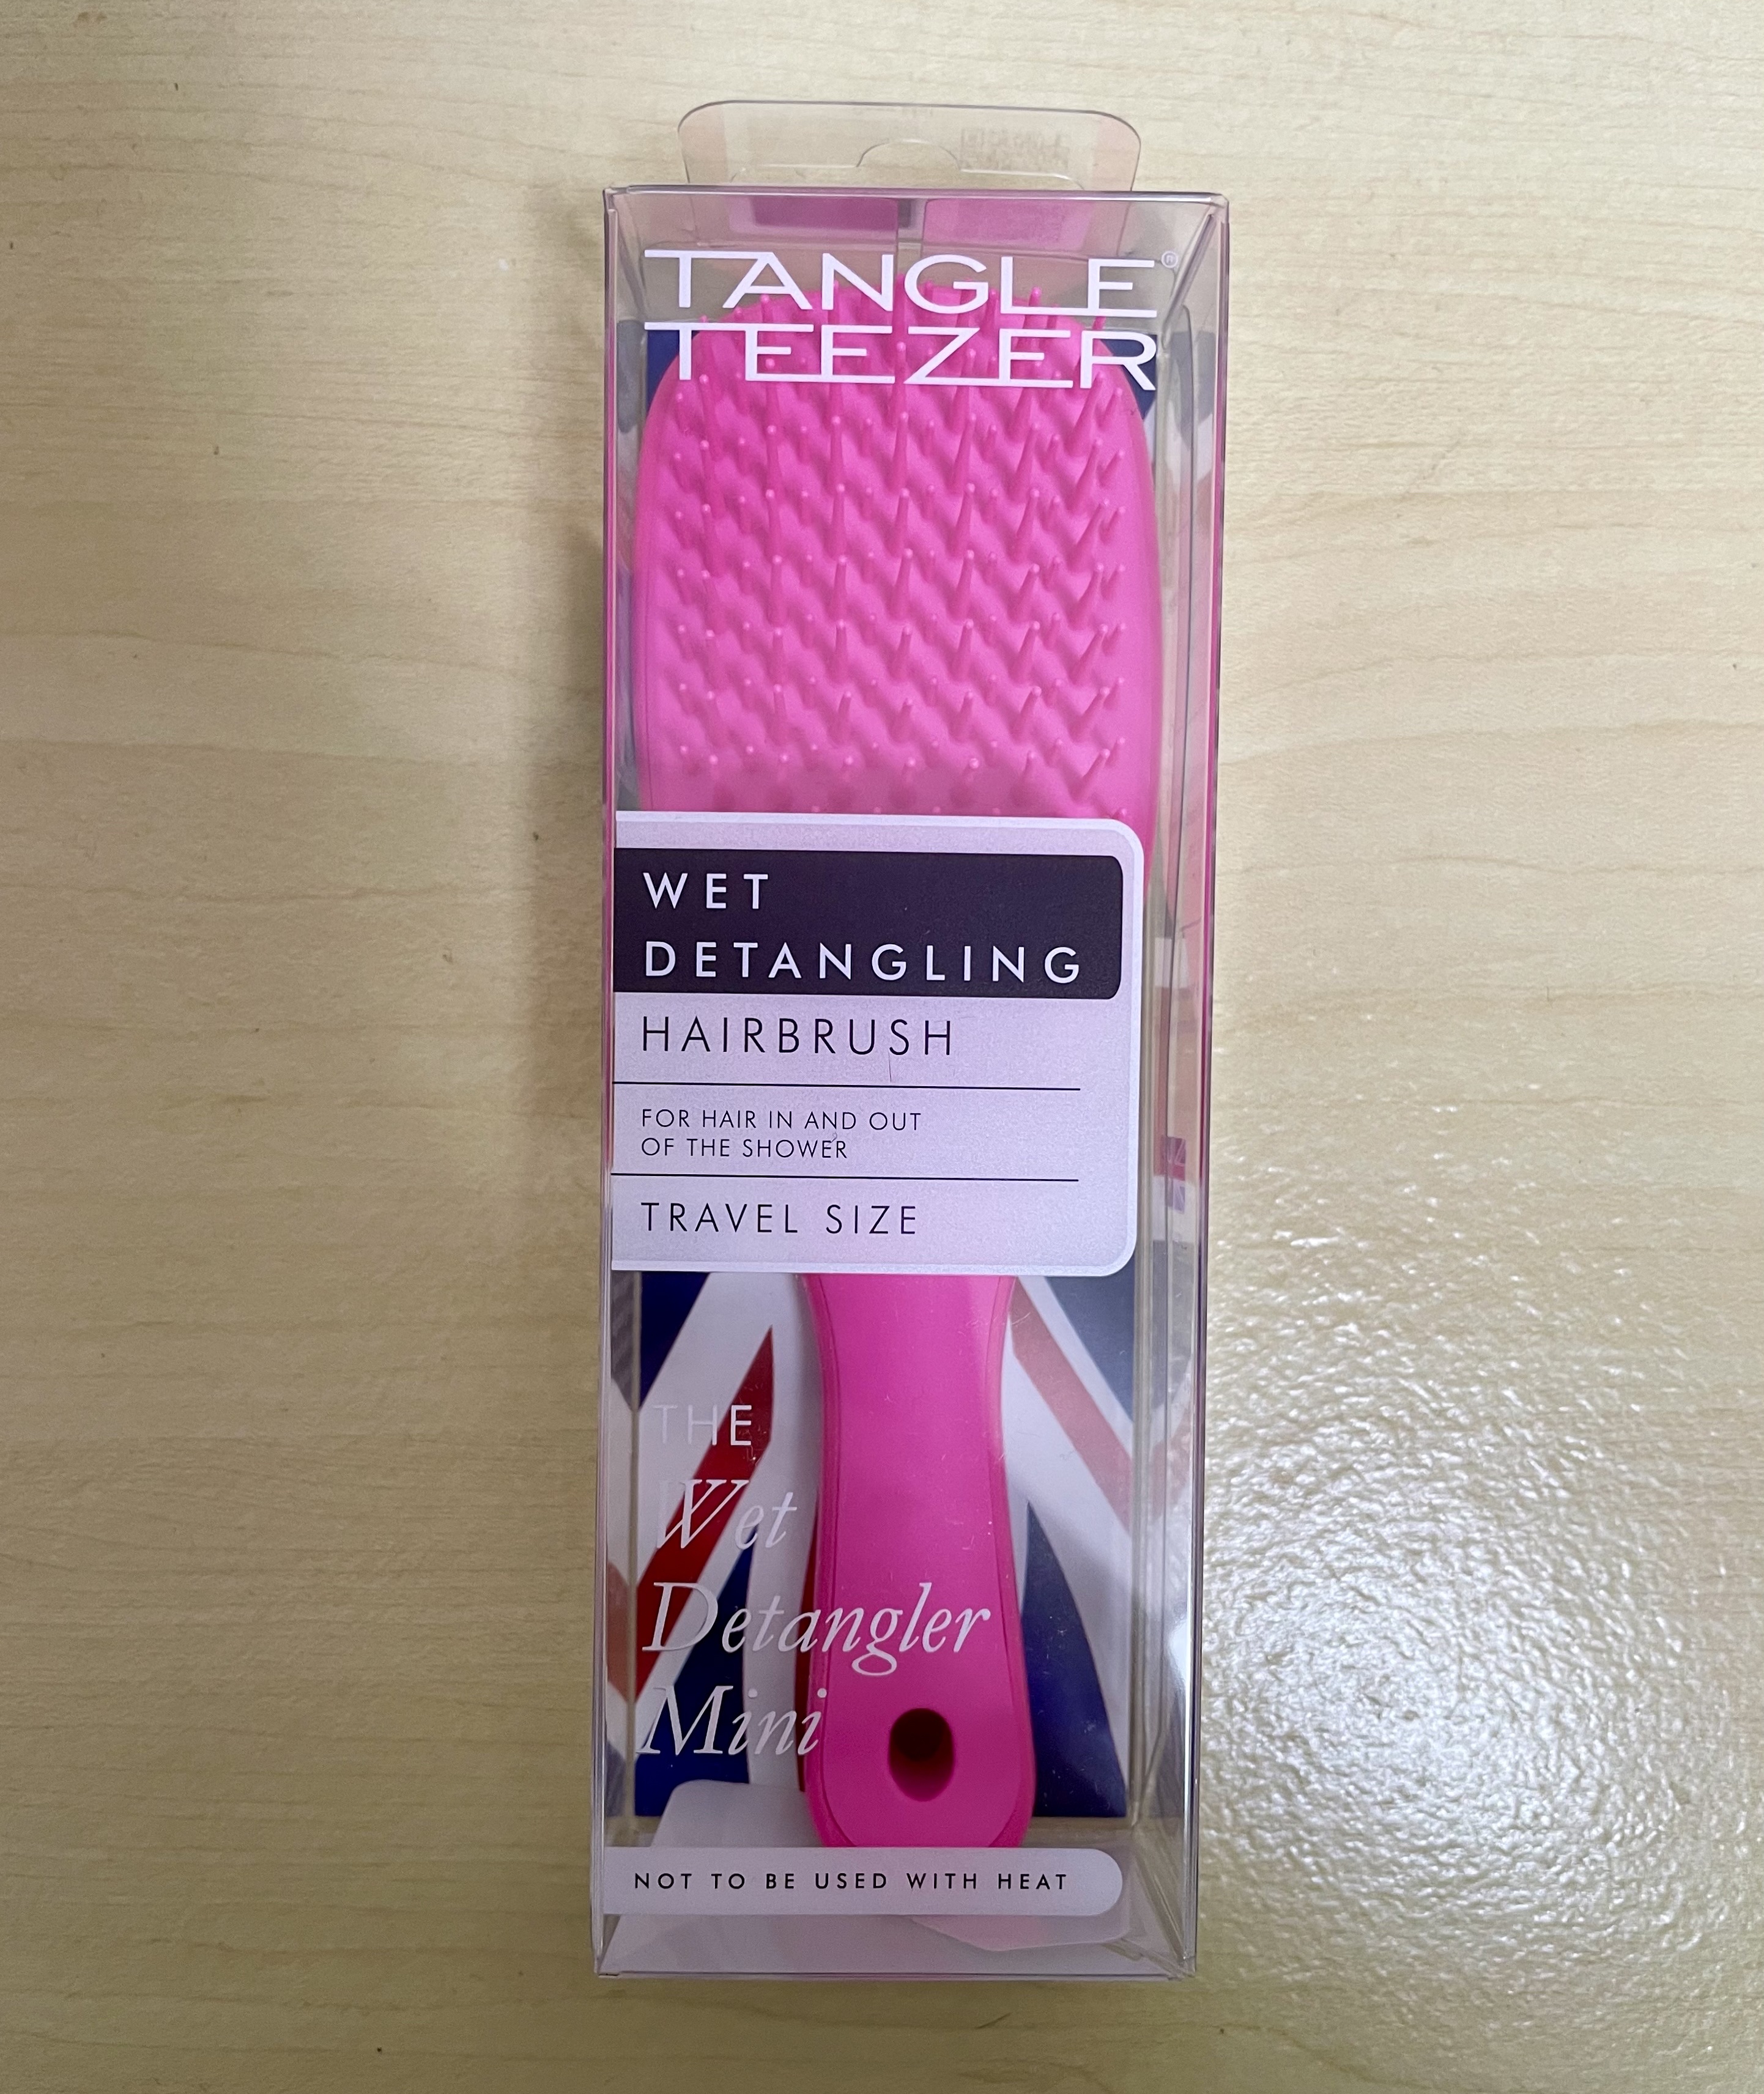 TANGLE®
TEEZER
WET
DETANGLING
HAIRBRUSH
FOR HAIR IN AND OUT
OF THE SHOWER
TRAVEL SIZE
THE
Wet
Detangler
Mini
NOT TO BE USED WITH HEAT